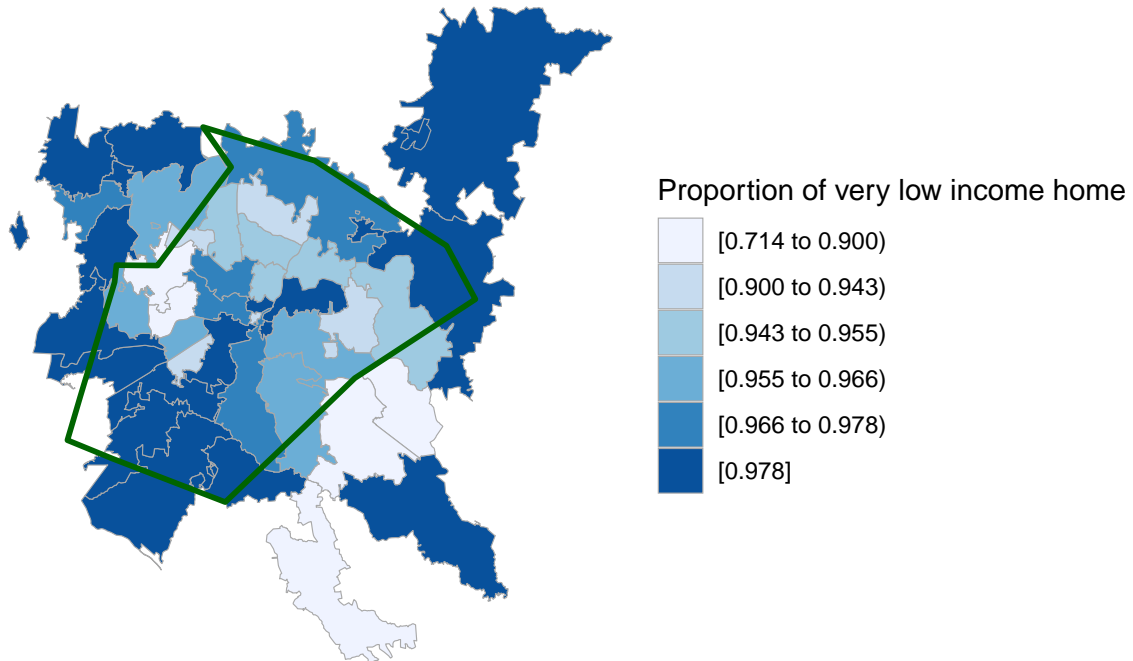 Proportion of very low income home
[0.714 to 0.900)
[0.900 to 0.943)
[0.943 to 0.955)
[0.955 to 0.966)
[0.966 to 0.978)
[0.978]